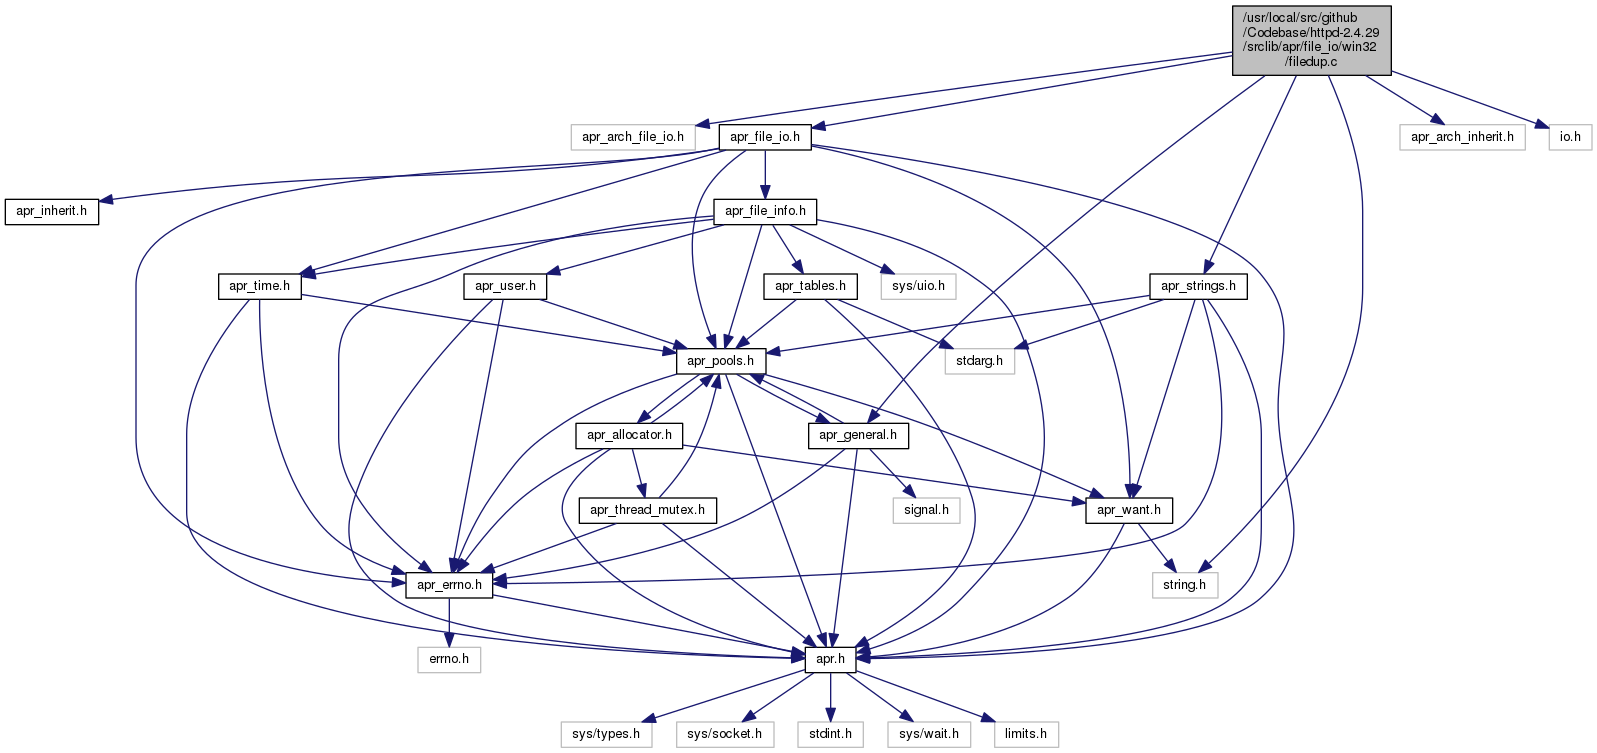 /usr/local/src/github
/Codebase/httpd-2.4.29
/srclib/apr/file_io/win32
/filedup.c
apr_arch_file_io.h
apr_file_io.h
apr_arch_inherit.h
io.h
apr_inherit.h
apr_file_info.h
apr_time.h
apr_user.h
apr_tables.h
sys/uio.h
apr_strings.h
apr_pools.h
stdarg.h
apr_allocator.h
apr_general.h
apr_thread_mutex.h
signal.h
apr_want.h
apr_errno.h
string.h
errno.h
apr.h
sys/types.h
sys/socket.h
stdint.h
sys/wait.h
limits.h